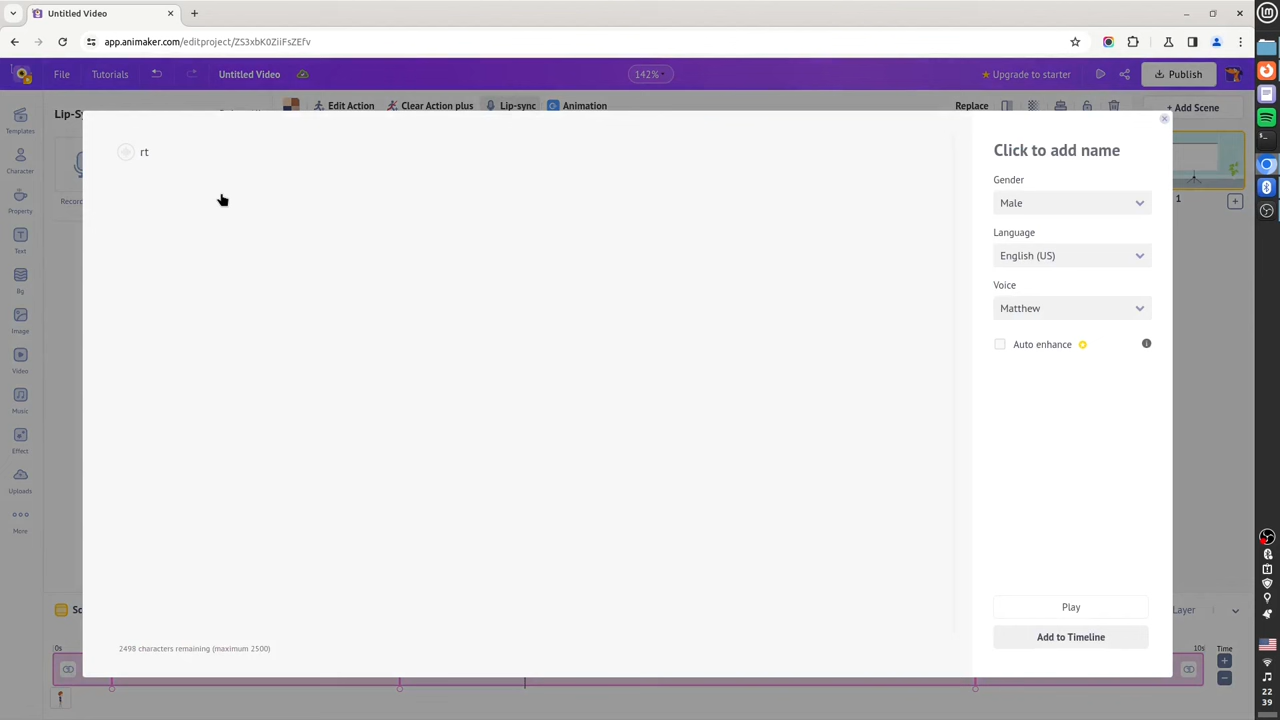 Untitled Video
app.animaker.com/editproject/ZS3xbK0ZiiFsZEfv
File
Tutorials
Untitled Video
142%
Upgrade to starter
Publish
Lip-Sy
Edit Action
Clear Action plus
Lip-sync
Animation
Replace
+ Add Scene
Templates
Character
Property
Text
Bg
Image
Video
Music
Effect
Uploads
More
Recor
rt
2498 characters remaining (maximum 2500)
Click to add name
Gender
Male
Language
English (US)
Voice
Matthew
Auto enhance
Play
Add to Timeline
1
Sc
Layer
0s
10s
Time
22
39